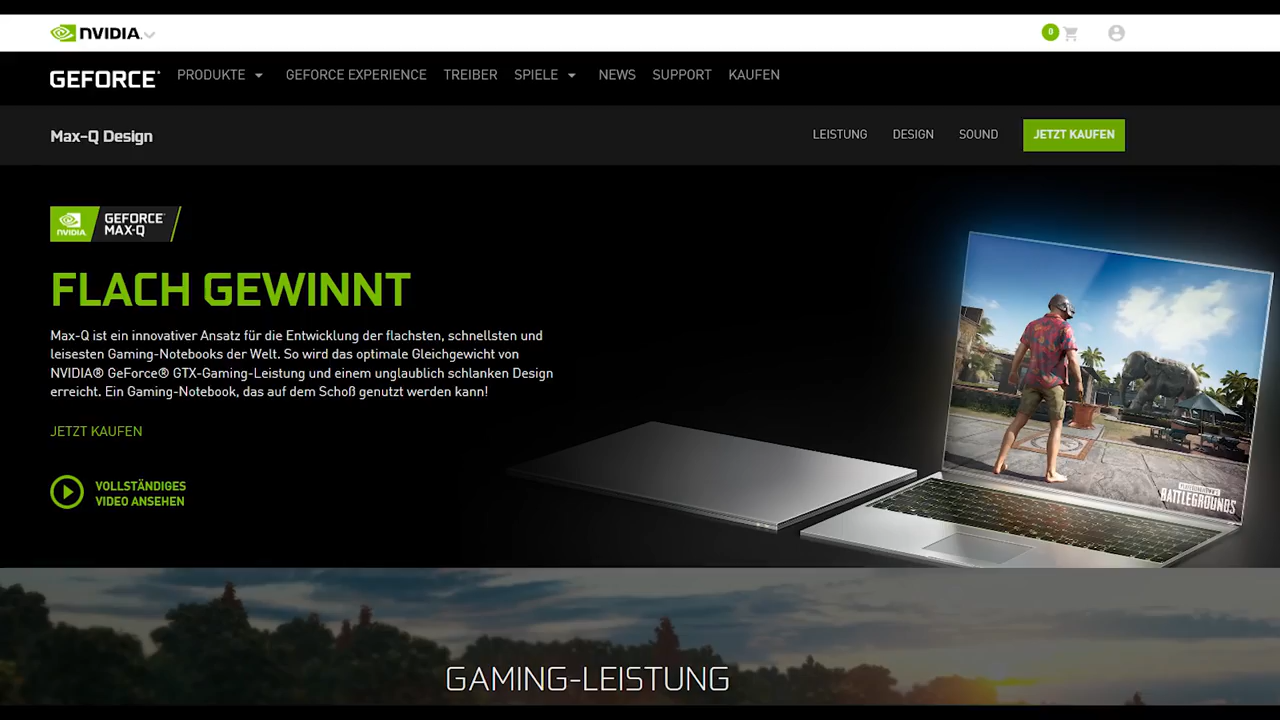 NVIDIA.
0
GEFORCE PRODUKTE GEFORCE EXPERIENCE TREIBER SPIELE NEWS SUPPORT KAUFEN
Max-Q Design LEISTUNG DESIGN SOUND JETZT KAUFEN
NVIDIA. GEFORCE
MAX-Q
FLACH GEWINNT
Max-Q ist ein innovativer Ansatz für die Entwicklung der flachsten, schnellsten und
leisesten Gaming-Notebooks der Welt. So wird das optimale Gleichgewicht von
NVIDIA® GeForce® GTX-Gaming-Leistung und einem unglaublich schlanken Design
erreicht. Ein Gaming-Notebook, das auf dem Schoß genutzt werden kann!
JETZT KAUFEN
VOLLSTÄNDIGES
VIDEO ANSEHEN
PLAYERUNKNOWN'S
BATTLEGROUNDS
GAMING-LEISTUNG